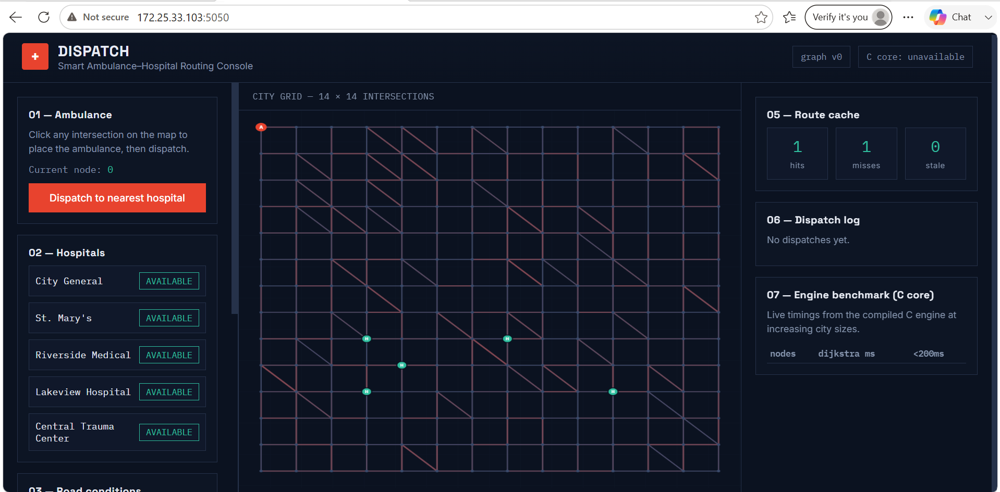 Not secure 172.25.33.103:5050
Verify it's you
Chat
DISPATCH
Smart Ambulance–Hospital Routing Console
graph v0
C core: unavailable
01 — Ambulance
Click any intersection on the map to
place the ambulance, then dispatch.
Current node: 0
Dispatch to nearest hospital
02 — Hospitals
City General AVAILABLE
St. Mary's AVAILABLE
Riverside Medical AVAILABLE
Lakeview Hospital AVAILABLE
Central Trauma
Center
AVAILABLE
03 — Road conditions
CITY GRID — 14 × 14 INTERSECTIONS
A
H
H
H
H
H
05 — Route cache
1
hits
1
misses
0
stale
06 — Dispatch log
No dispatches yet.
07 — Engine benchmark (C core)
Live timings from the compiled C engine at
increasing city sizes.
nodes dijkstra ms <200ms